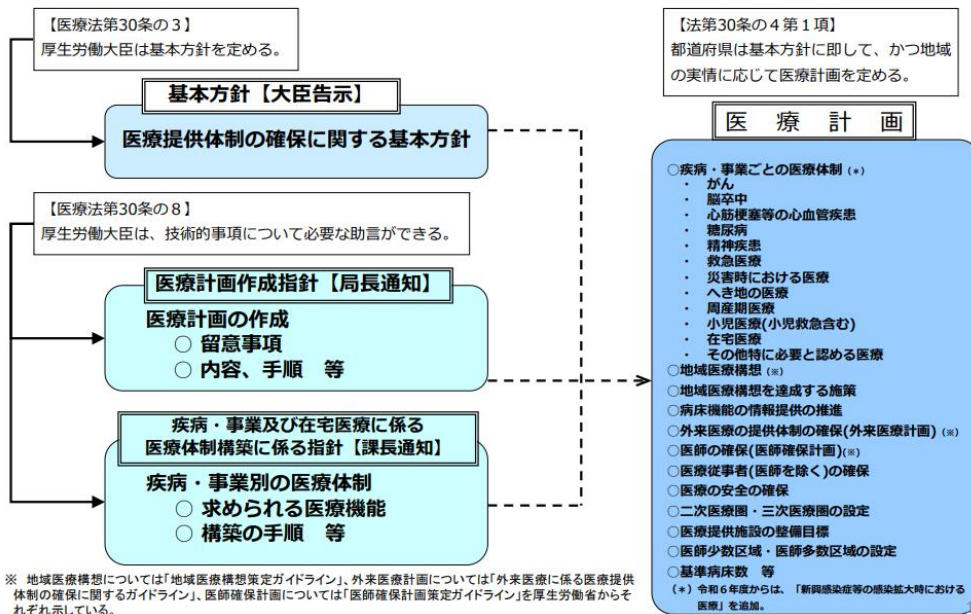 【医療法第30条の3】
厚生労働大臣は基本方針を定める。
基本方針【大臣告示】
医療提供体制の確保に関する基本方針
【医療法第30条の8】
厚生労働大臣は、技術的事項について必要な助言ができる。
医療計画作成指針【局長通知】
医療計画の作成
○ 留意事項
○ 内容、手順 等
疾病・事業及び在宅医療に係る
医療体制構築に係る指針【課長通知】
疾病・事業別の医療体制
○ 求められる医療機能
○ 構築の手順 等
【法第30条の4第1項】
都道府県は基本方針に即して、かつ地域
の実情に応じて医療計画を定める。
医 療 計 画
○疾病・事業ごとの医療体制(*)
・ がん
・ 脳卒中
・ 心筋梗塞等の心血管疾患
・ 糖尿病
・ 精神疾患
・ 救急医療
・ 災害時における医療
・ へき地の医療
・ 周産期医療
・ 小児医療(小児救急含む)
・ 在宅医療
・ その他特に必要と認める医療
○地域医療構想(※)
○地域医療構想を達成する施策
○病床機能の情報提供の推進
○外来医療の提供体制の確保(外来医療計画)(※)
○医師の確保(医師確保計画)(※)
○医療従事者(医師を除く)の確保
○医療の安全の確保
○二次医療圏・三次医療圏の設定
○医療提供施設の整備目標
○医師少数区域・医師多数区域の設定
○基準病床数 等
(*)令和6年度からは、「新興感染症等の感染拡大時における
医療」を追加。
※ 地域医療構想については「地域医療構想策定ガイドライン」、外来医療計画については「外来医療に係る医療提供
体制の確保に関するガイドライン」、医師確保計画については「医師確保計画策定ガイドライン」を厚生労働省からそ
れぞれ示している。